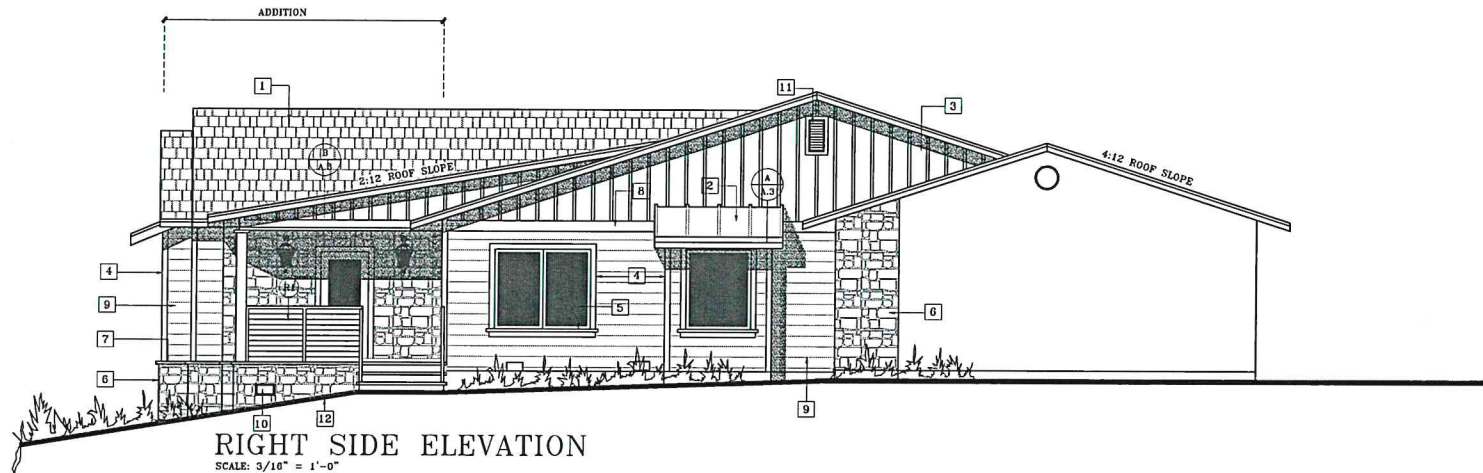 ADDITION
1
11
3
B
A.3
2:12 ROOF SLOPE
4:12 ROOF SLOPE
A
A.3
2
8
4
4
R1
9
5
6
7
6
9
10
12
RIGHT SIDE ELEVATION
SCALE: 3/16" = 1'-0"